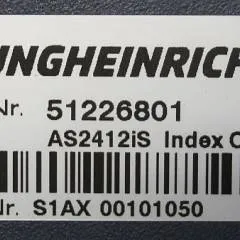 UNGHEINRICH
Nr. 51226801
AS2412iS Index C
Nr. S1AX 00101050